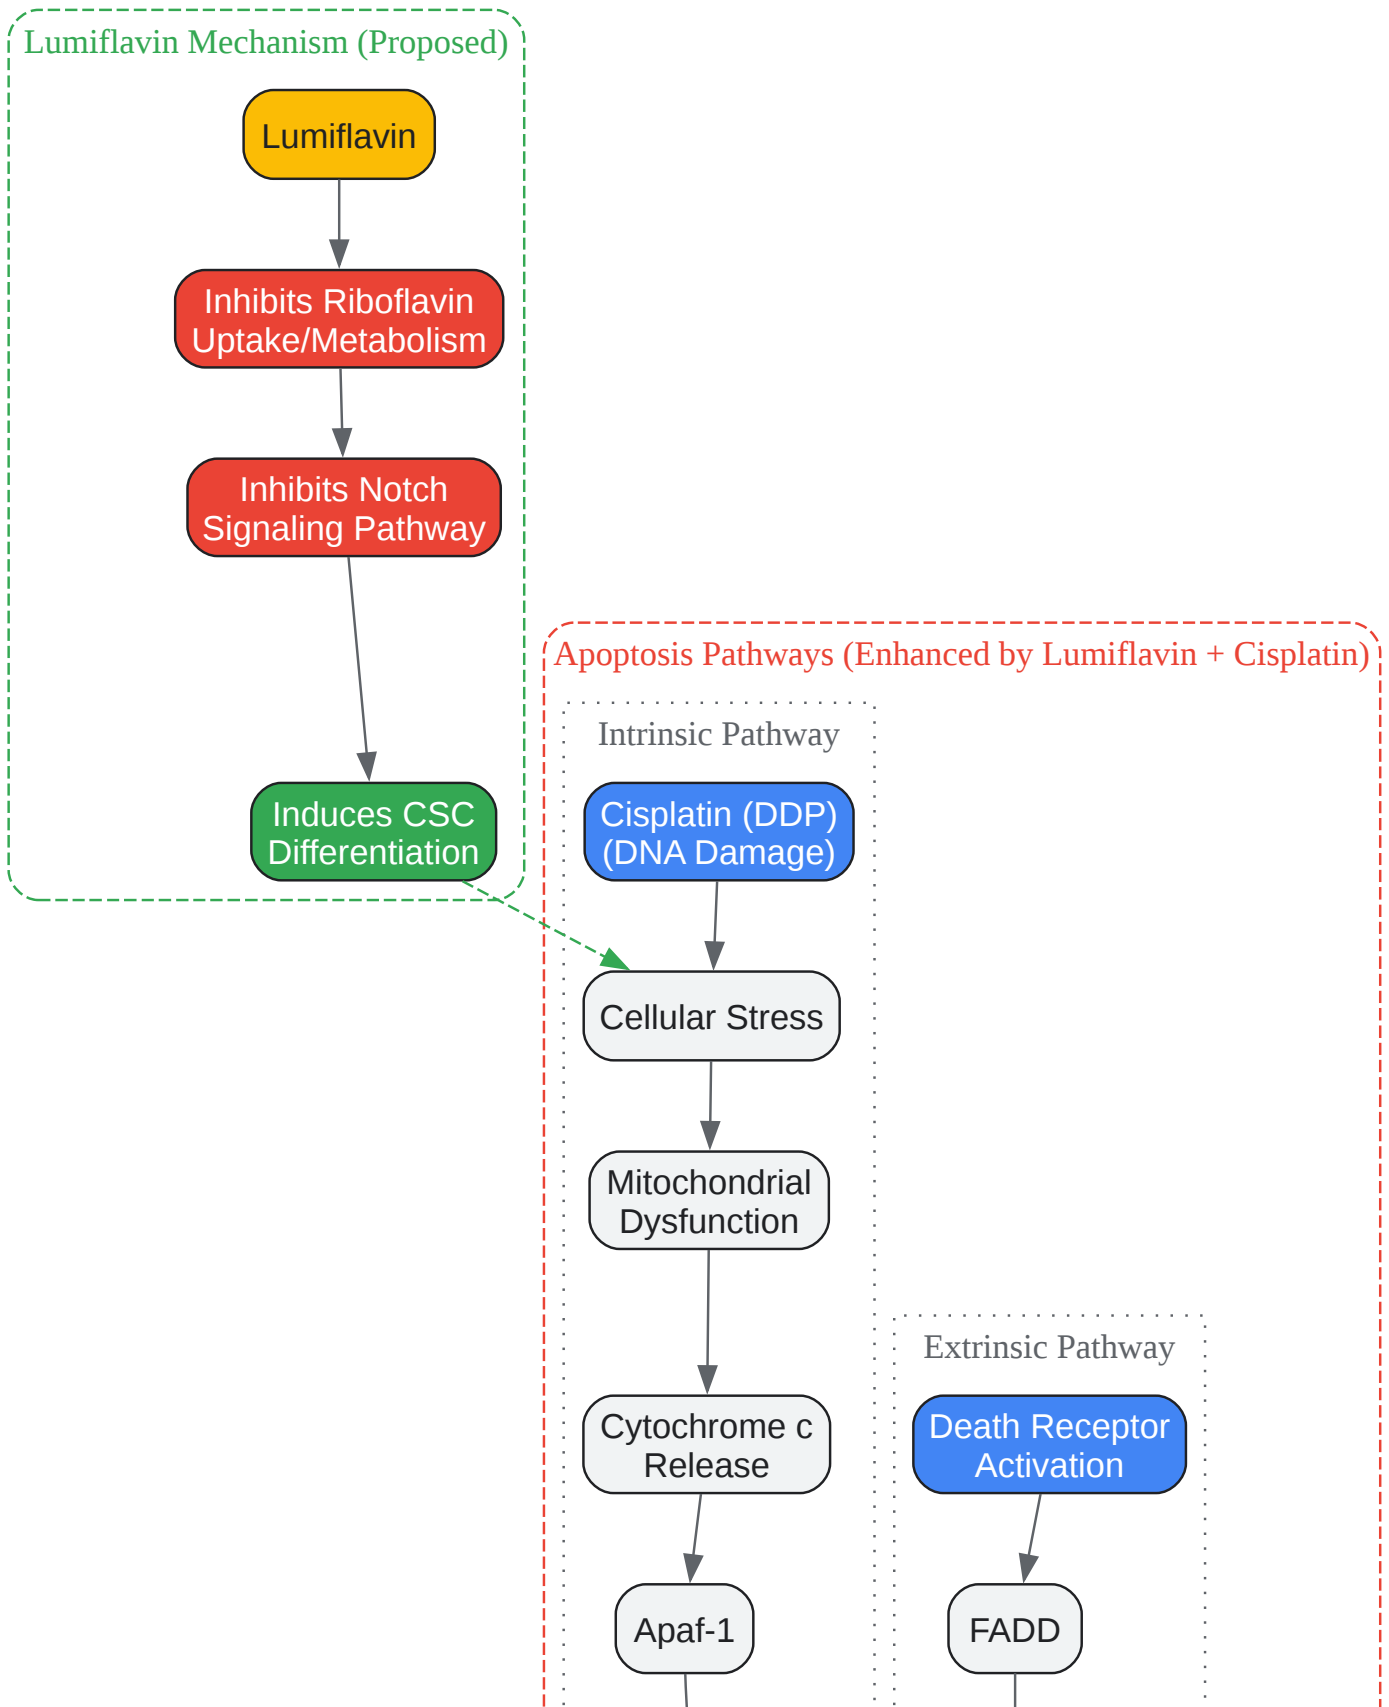 Lumiflavin Mechanism (Proposed)
Lumiflavin
Inhibits Riboflavin
Uptake/Metabolism
Inhibits Notch
Signaling Pathway
Induces CSC
Differentiation
Apoptosis Pathways (Enhanced by Lumiflavin + Cisplatin)
Intrinsic Pathway
Cisplatin (DDP)
(DNA Damage)
Cellular Stress
Mitochondrial
Dysfunction
Cytochrome c
Release
Apaf-1
Extrinsic Pathway
Death Receptor
Activation
FADD